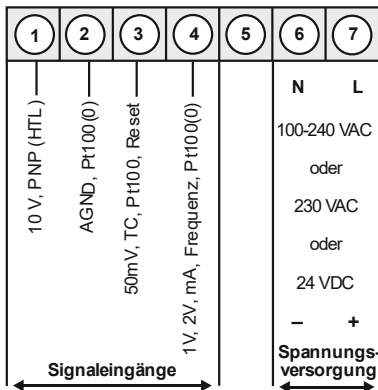 1 2 3 4 5 6 7
10 V, PNP (HTL)
AGND, Pt100(0)
50mV, TC, Pt100, Reset
1V, 2V, mA, Frequenz, Pt100(0)
N L
100-240 VAC
oder
230 VAC
oder
24 VDC
– +
Signaleingänge
Spannungs-
versorgung